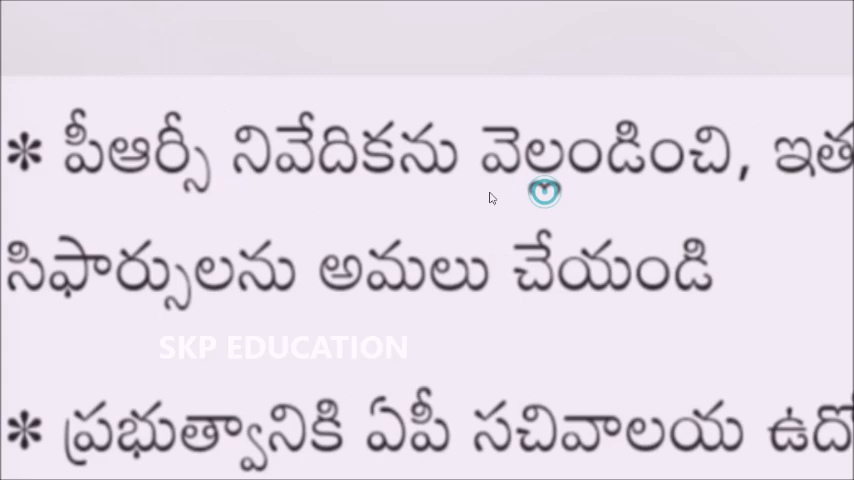 * పీఆర్సీ నివేదికను వెల్లడించి, ఇత
సిఫార్సులను అమలు చేయండి
SKP EDUCATION
* ప్రభుత్వానికి ఏపీ సచివాలయ ఉదో